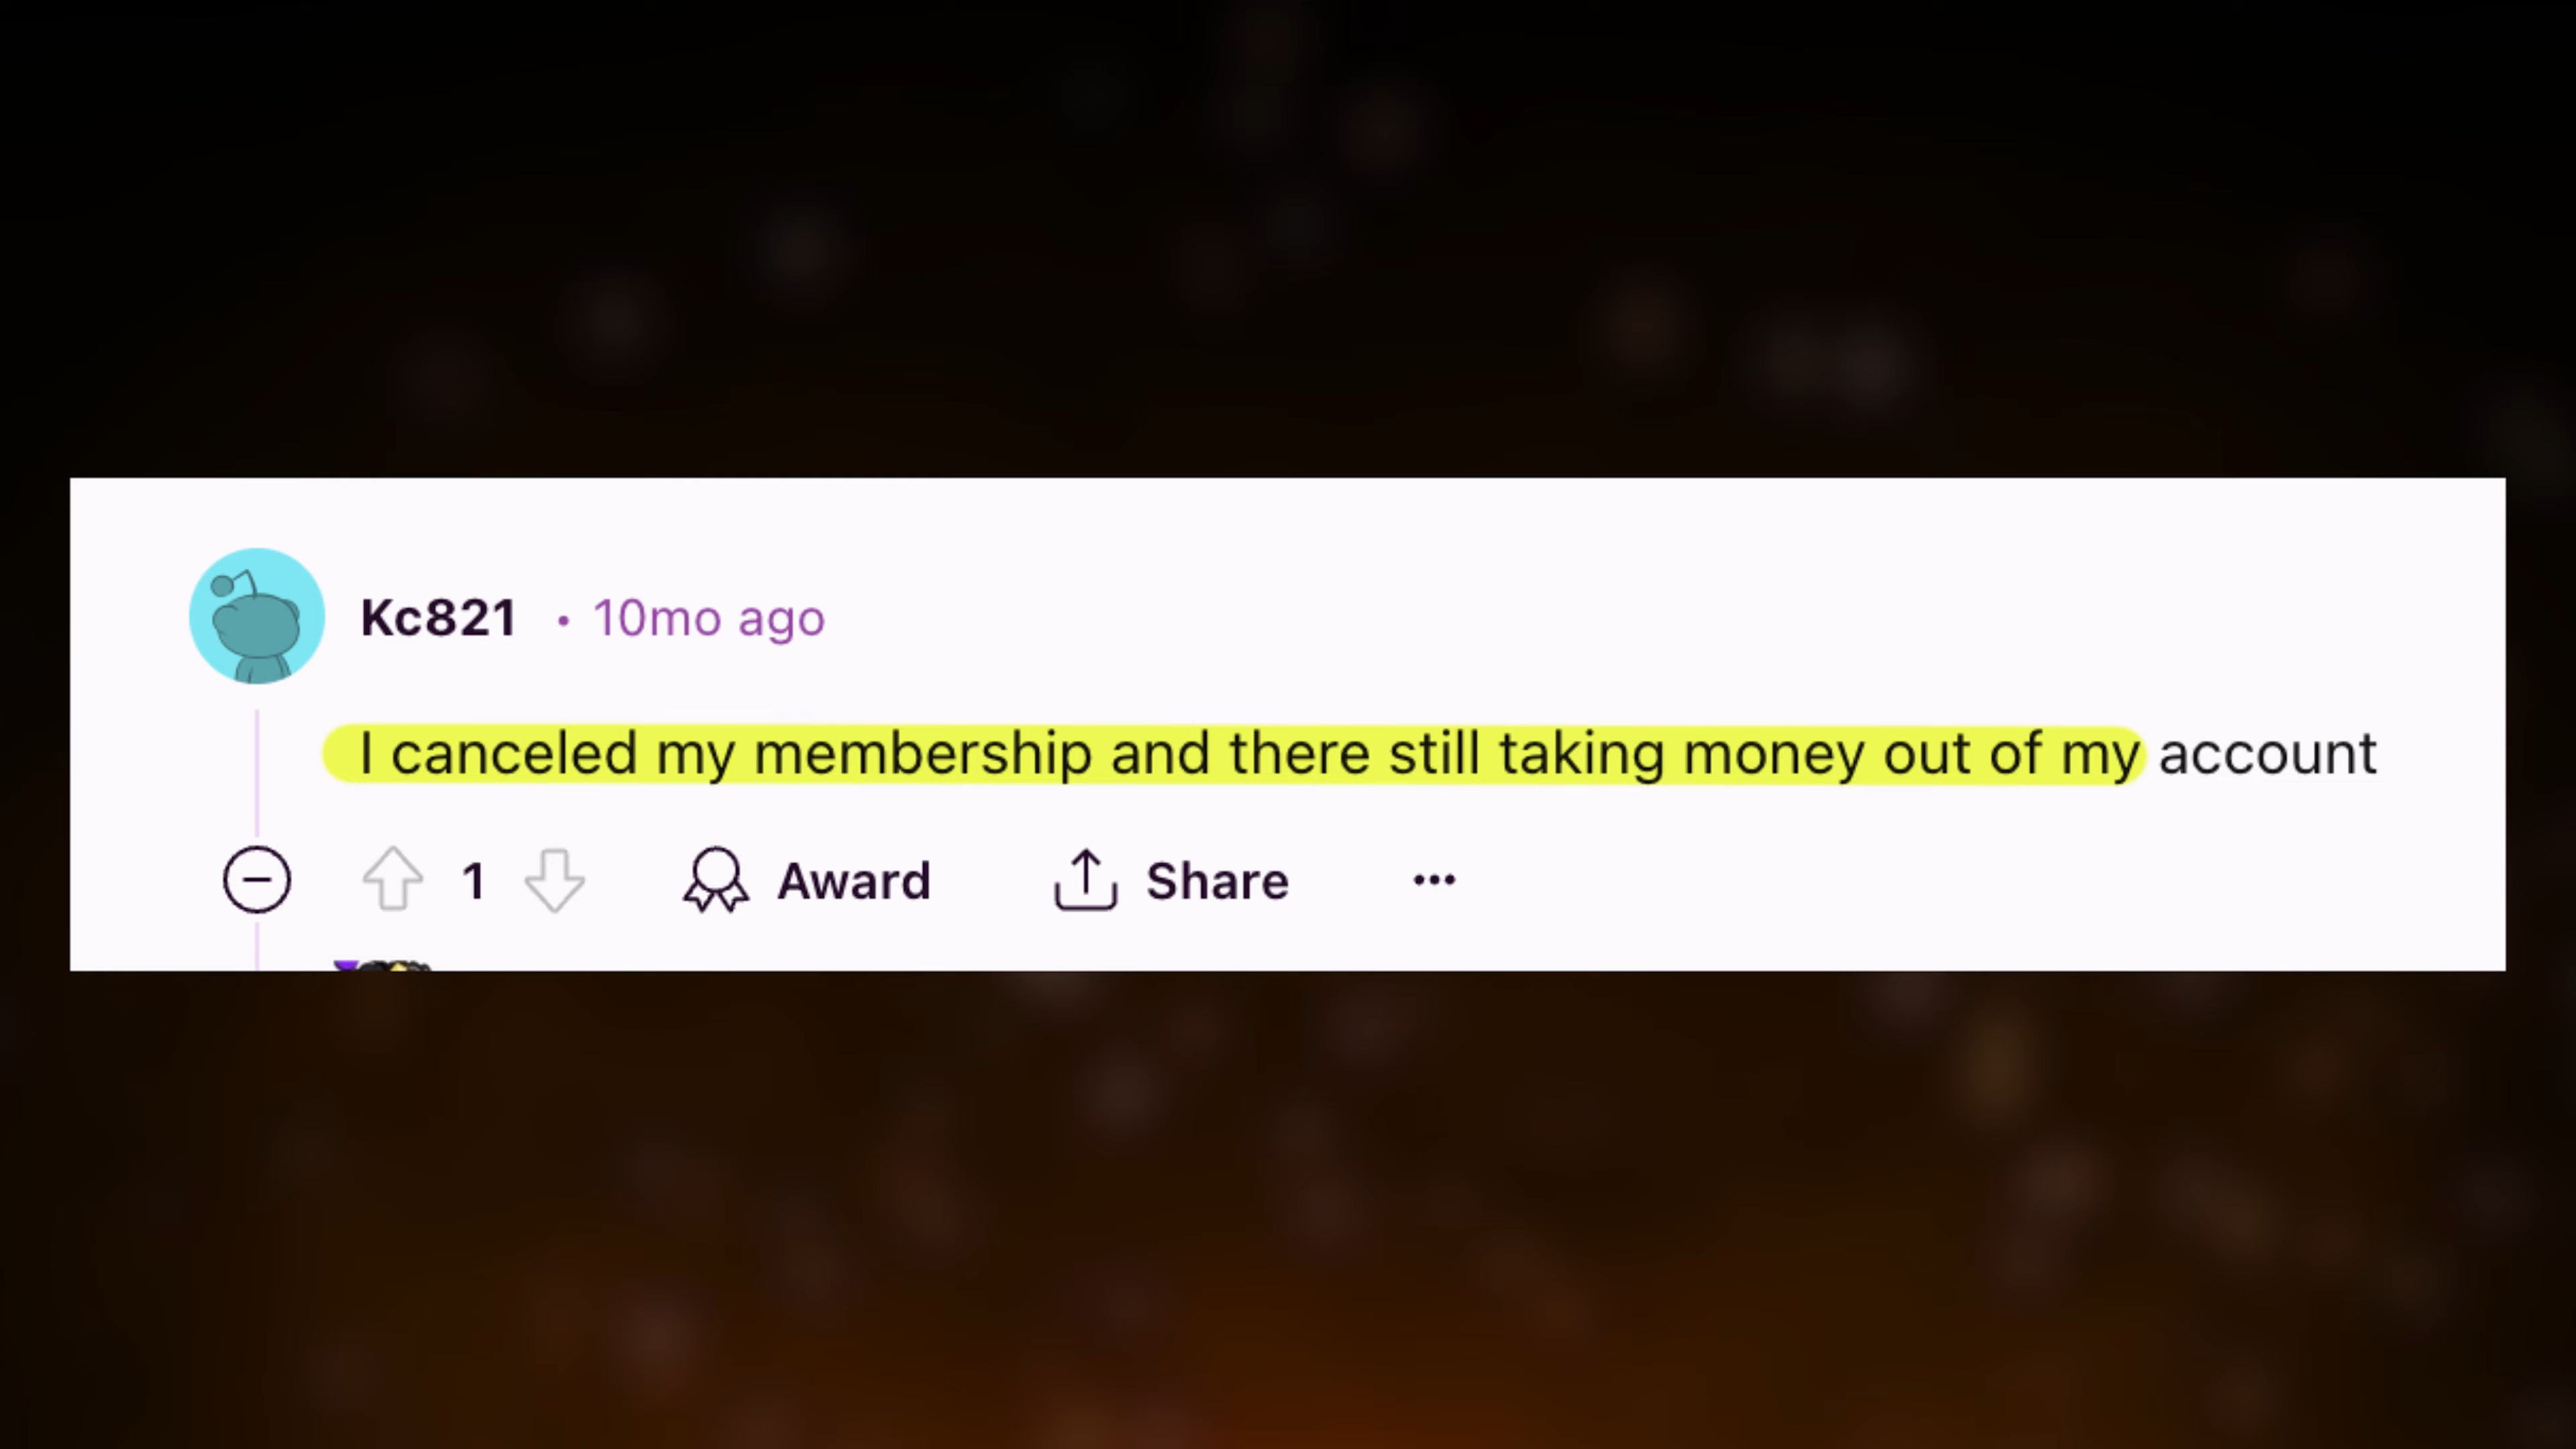 Kc821 • 10mo ago
I canceled my membership and there still taking money out of my account
1 Award Share ...